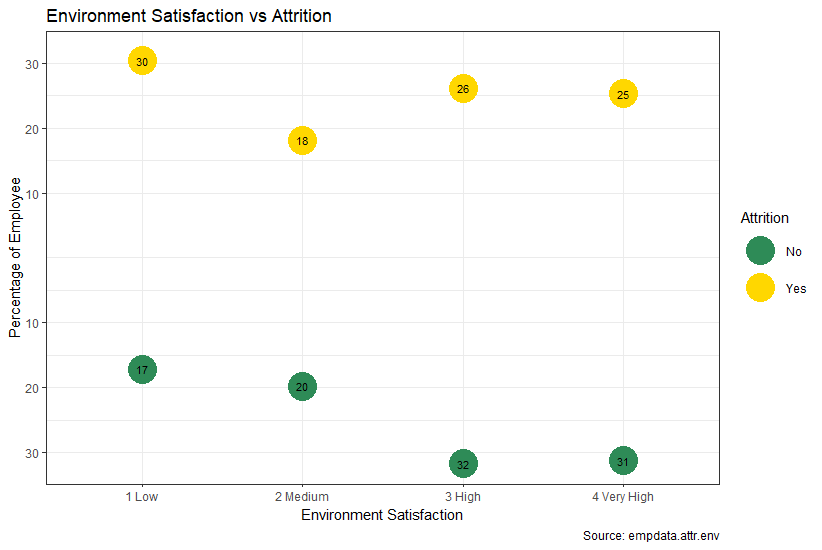 Environment Satisfaction vs Attrition
Percentage of Employee
30
20
10
10
20
30
30
18
26
25
17
20
32
31
1 Low
2 Medium
3 High
4 Very High
Environment Satisfaction
Attrition
No
Yes
Source: empdata.attr.env